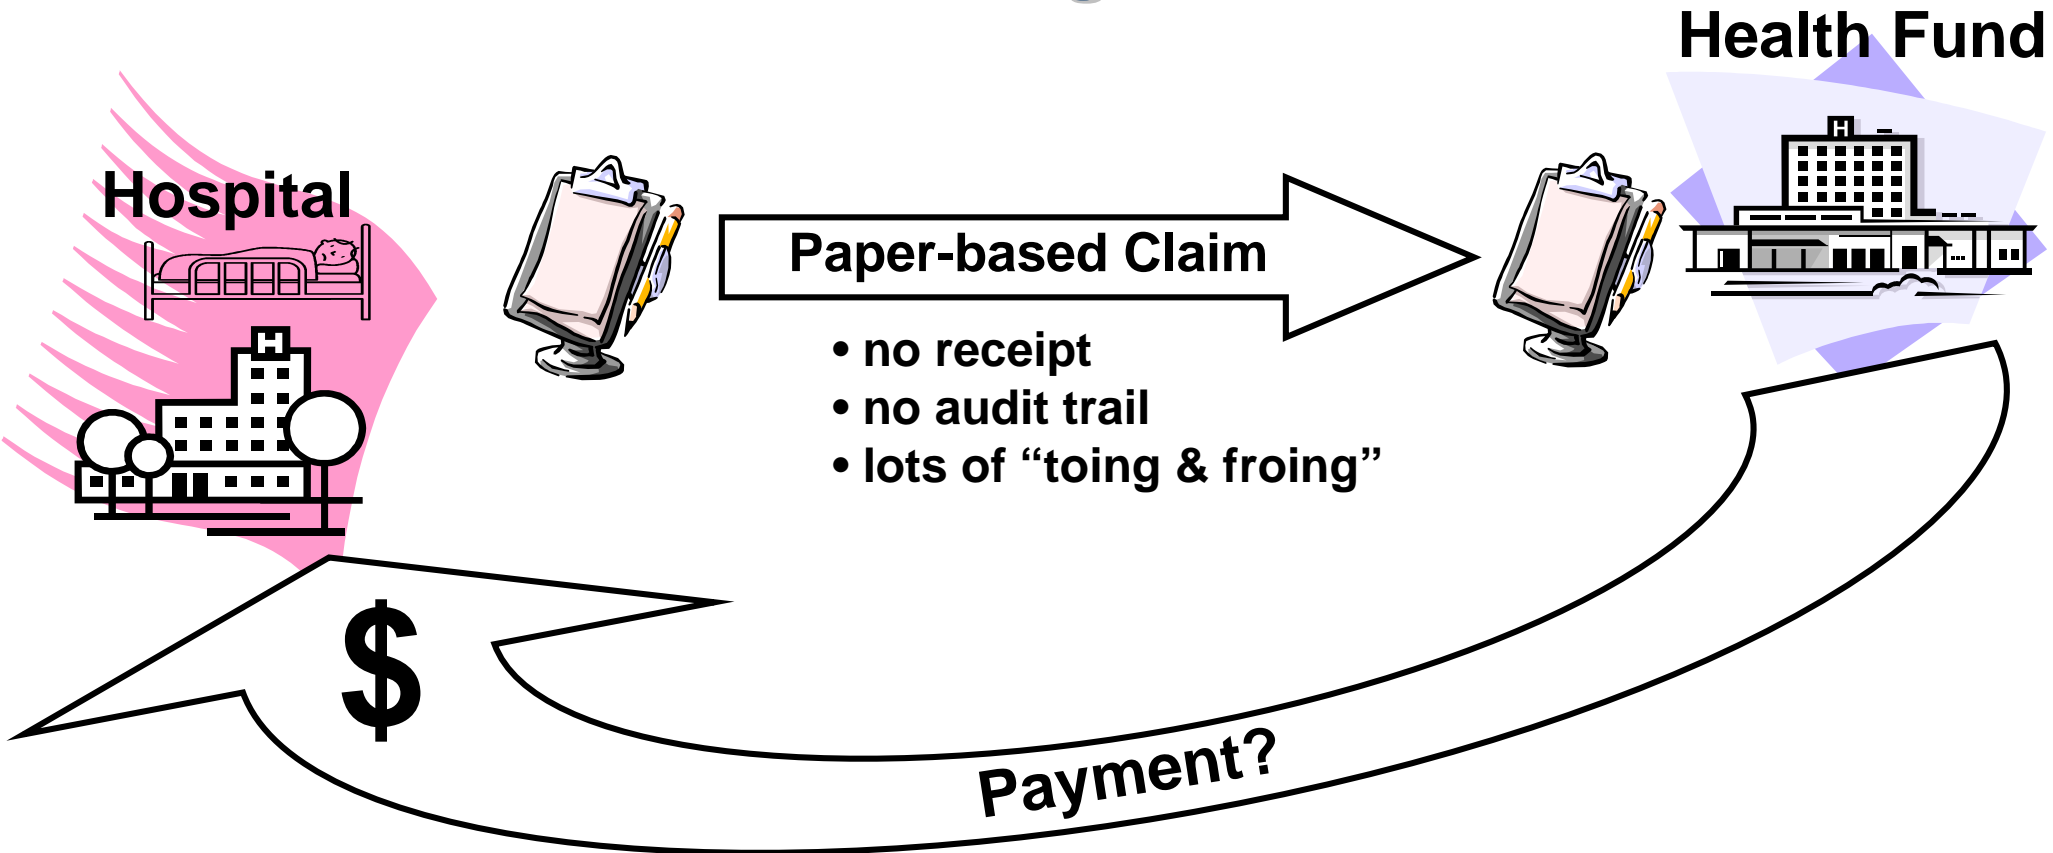 Health Fund
H
Hospital
Paper-based Claim
H
• no receipt
• no audit trail
• lots of “toing & froing”
$
Payment?